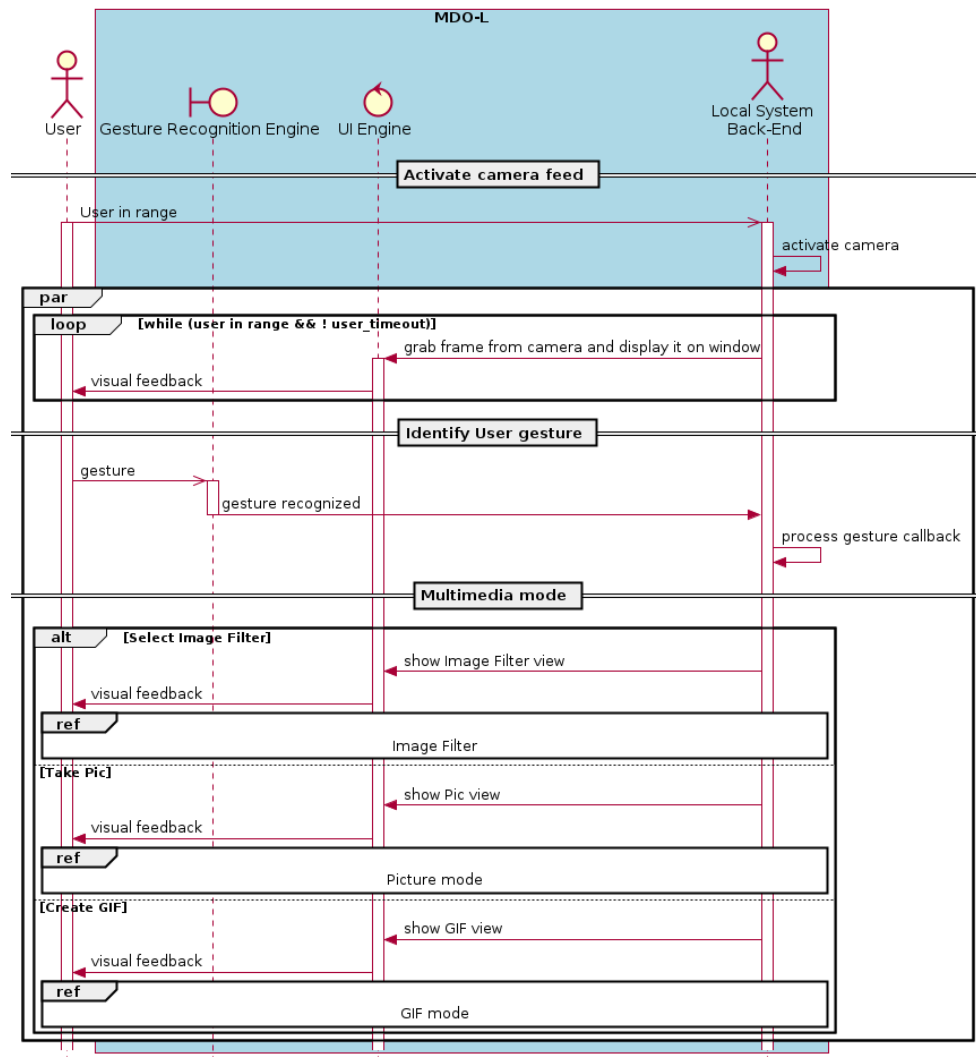 MDO-L
User
Gesture Recognition Engine
UI Engine
Local System
Back-End
Activate camera feed
User in range
activate camera
par
loop [while (user in range && ! user_timeout)]
grab frame from camera and display it on window
visual feedback
Identify User gesture
gesture
gesture recognized
process gesture callback
Multimedia mode
alt [Select Image Filter]
show Image Filter view
visual feedback
ref
Image Filter
[Take Pic]
show Pic view
visual feedback
ref
Picture mode
[Create GIF]
show GIF view
visual feedback
ref
GIF mode